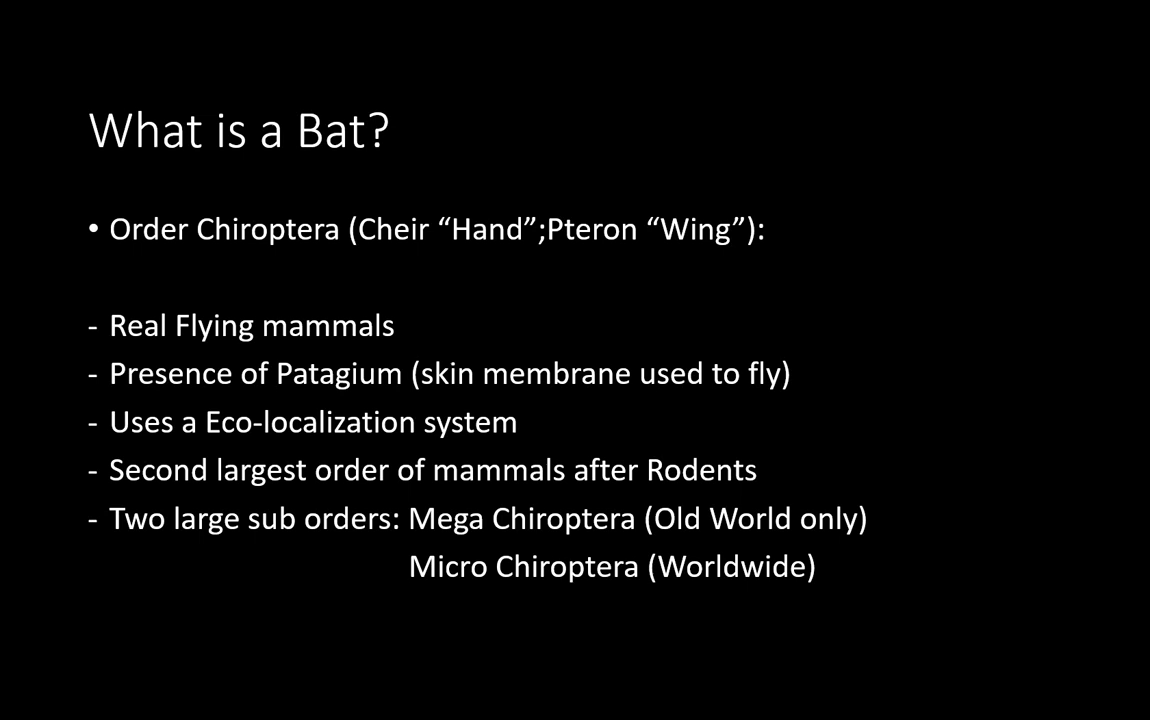 What is a Bat?
• Order Chiroptera (Cheir “Hand”;Pteron “Wing”):
- Real Flying mammals
- Presence of Patagium (skin membrane used to fly)
- Uses a Eco-localization system
- Second largest order of mammals after Rodents
- Two large sub orders: Mega Chiroptera (Old World only)
Micro Chiroptera (Worldwide)